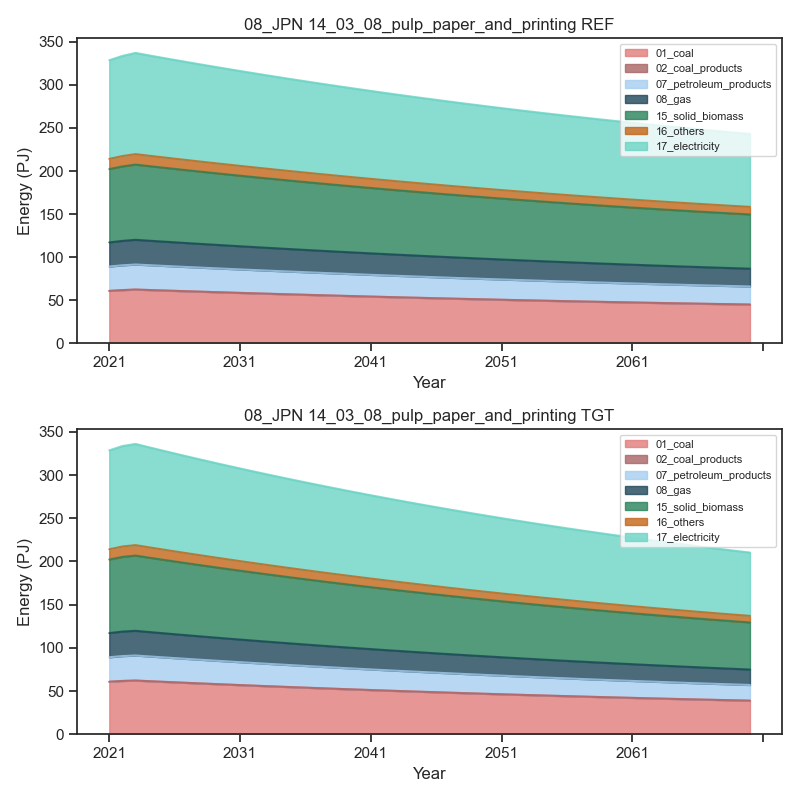 08_JPN 14_03_08_pulp_paper_and_printing REF
350
300
250
200
150
100
50
0
Energy (PJ)
01_coal
02_coal_products
07_petroleum_products
08_gas
15_solid_biomass
16_others
17_electricity
2021
2031
2041
2051
2061
Year
08_JPN 14_03_08_pulp_paper_and_printing TGT
350
300
250
200
150
100
50
0
Energy (PJ)
01_coal
02_coal_products
07_petroleum_products
08_gas
15_solid_biomass
16_others
17_electricity
2021
2031
2041
2051
2061
Year